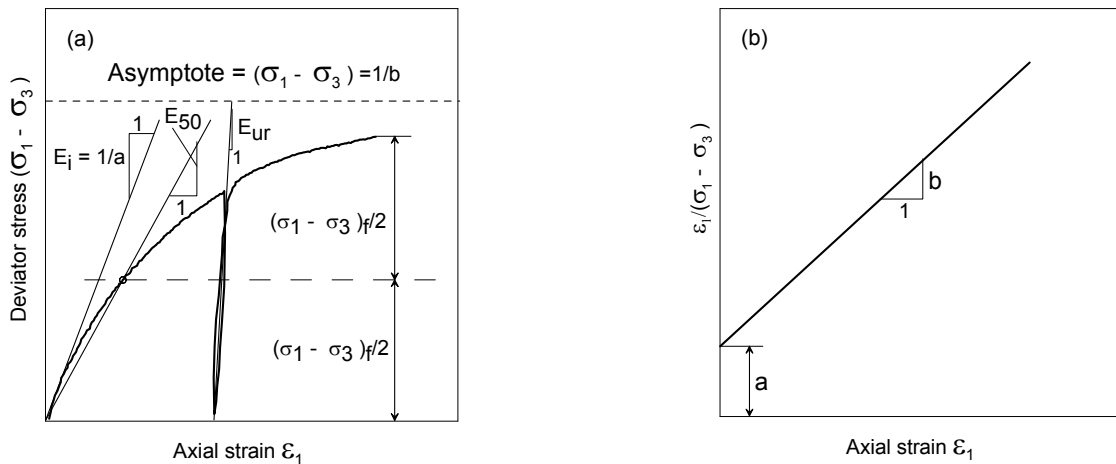 (a)
Asymptote = (σ1 - σ3) =1/b
E50
1
Ei = 1/a
Eur
1
1
(σ1 - σ3)f/2
(σ1 - σ3)f/2
Deviator stress (σ1 - σ3)
Axial strain ε1
(b)
ε1/(σ1 - σ3)
b
1
a
Axial strain ε1